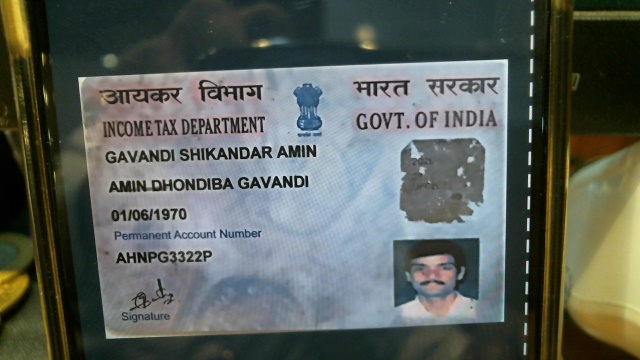 आयकर विभाग
भारत सरकार
INCOME TAX DEPARTMENT
GOVT. OF INDIA
GAVANDI SHIKANDAR AMIN
AMIN DHONDIBA GAVANDI
01/06/1970
Permanent Account Number
AHNPG3322P
Signature